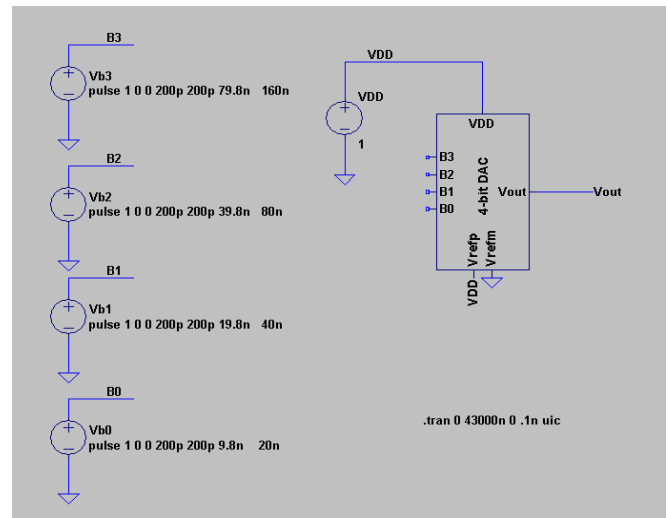 B3
Vb3
pulse 1 0 0 200p 200p 79.8n 160n
B2
Vb2
pulse 1 0 0 200p 200p 39.8n 80n
B1
Vb1
pulse 1 0 0 200p 200p 19.8n 40n
B0
Vb0
pulse 1 0 0 200p 200p 9.8n 20n
VDD
VDD
1
VDD
B3
B2
B1
B0
4-bit DAC
Vout
Vout
Vrefp
Vrefm
VDD
.tran 0 43000n 0 .1n uic